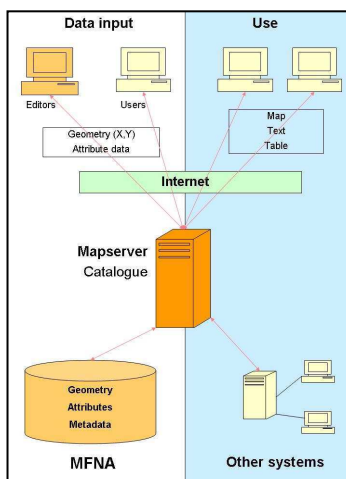 Data input
Use
Editors
Users
Geometry (X,Y)
Attribute data
Map
Text
Table
Internet
Mapserver
Catalogue
Geometry
Attributes
Metadata
MFNA
Other systems